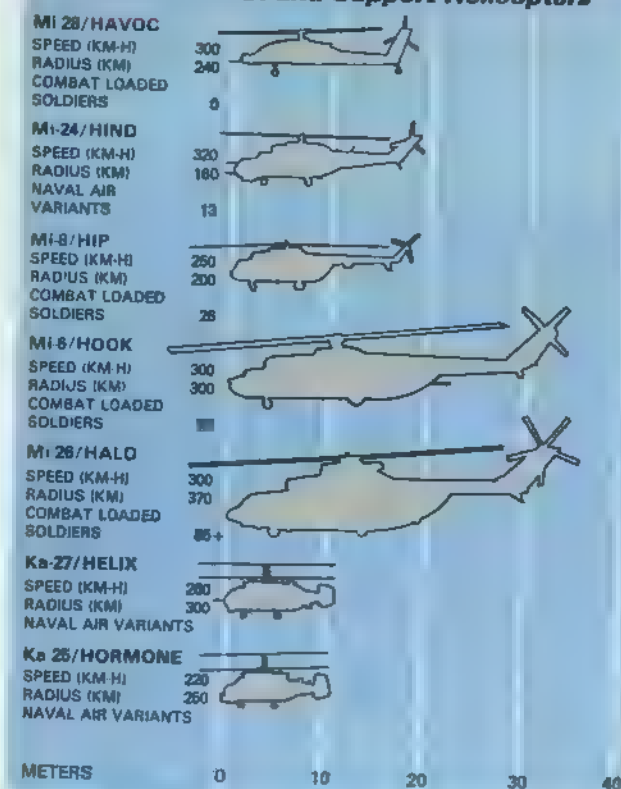 Support Helicopters
Mi 28/HAVOC
SPEED (KM-H) 300
RADIUS (KM) 240
COMBAT LOADED
SOLDIERS 0
Mi-24/HIND
SPEED (KM-H) 320
RADIUS (KM) 160
NAVAL AIR
VARIANTS 13
Mi-8/HIP
SPEED (KM-H) 250
RADIUS (KM) 200
COMBAT LOADED
SOLDIERS 26
Mi-6/HOOK
SPEED (KM-H) 300
RADIUS (KM) 300
COMBAT LOADED
SOLDIERS
Mi 26/HALO
SPEED (KM-H) 300
RADIUS (KM) 370
COMBAT LOADED
SOLDIERS 85+
Ka-27/HELIX
SPEED (KM-H) 260
RADIUS (KM) 300
NAVAL AIR VARIANTS
Ka 25/HORMONE
SPEED (KM-H) 220
RADIUS (KM) 250
NAVAL AIR VARIANTS
METERS 0 10 20 30 40